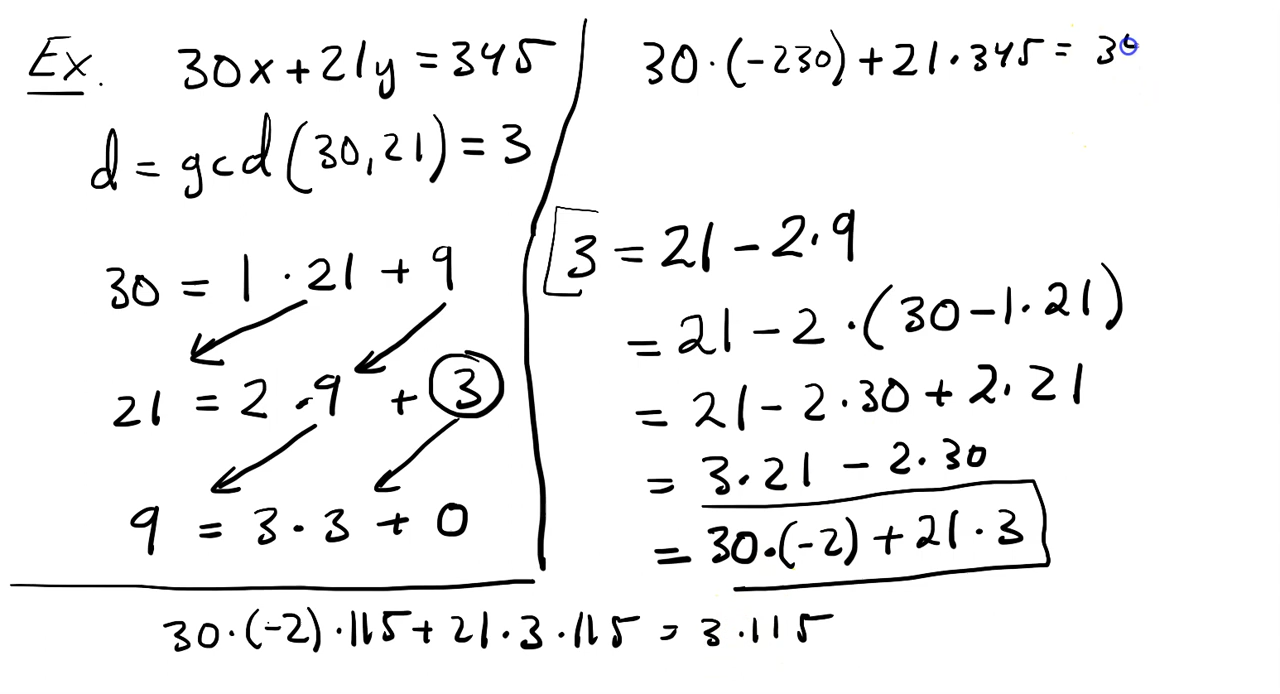 Ex. 30x+21y=345
d = gcd(30,21) = 3
30 = 1 · 21 + 9
21 = 2 · 9 + 3
9 = 3 · 3 + 0
30·(-230)+21·345= 30
3 = 21 - 2·9
= 21 - 2 ·(30-1·21)
= 21 - 2·30 + 2·21
= 3·21 - 2·30
= 30·(-2) + 21·3
30·(-2)·115+21·3·115 = 3·115